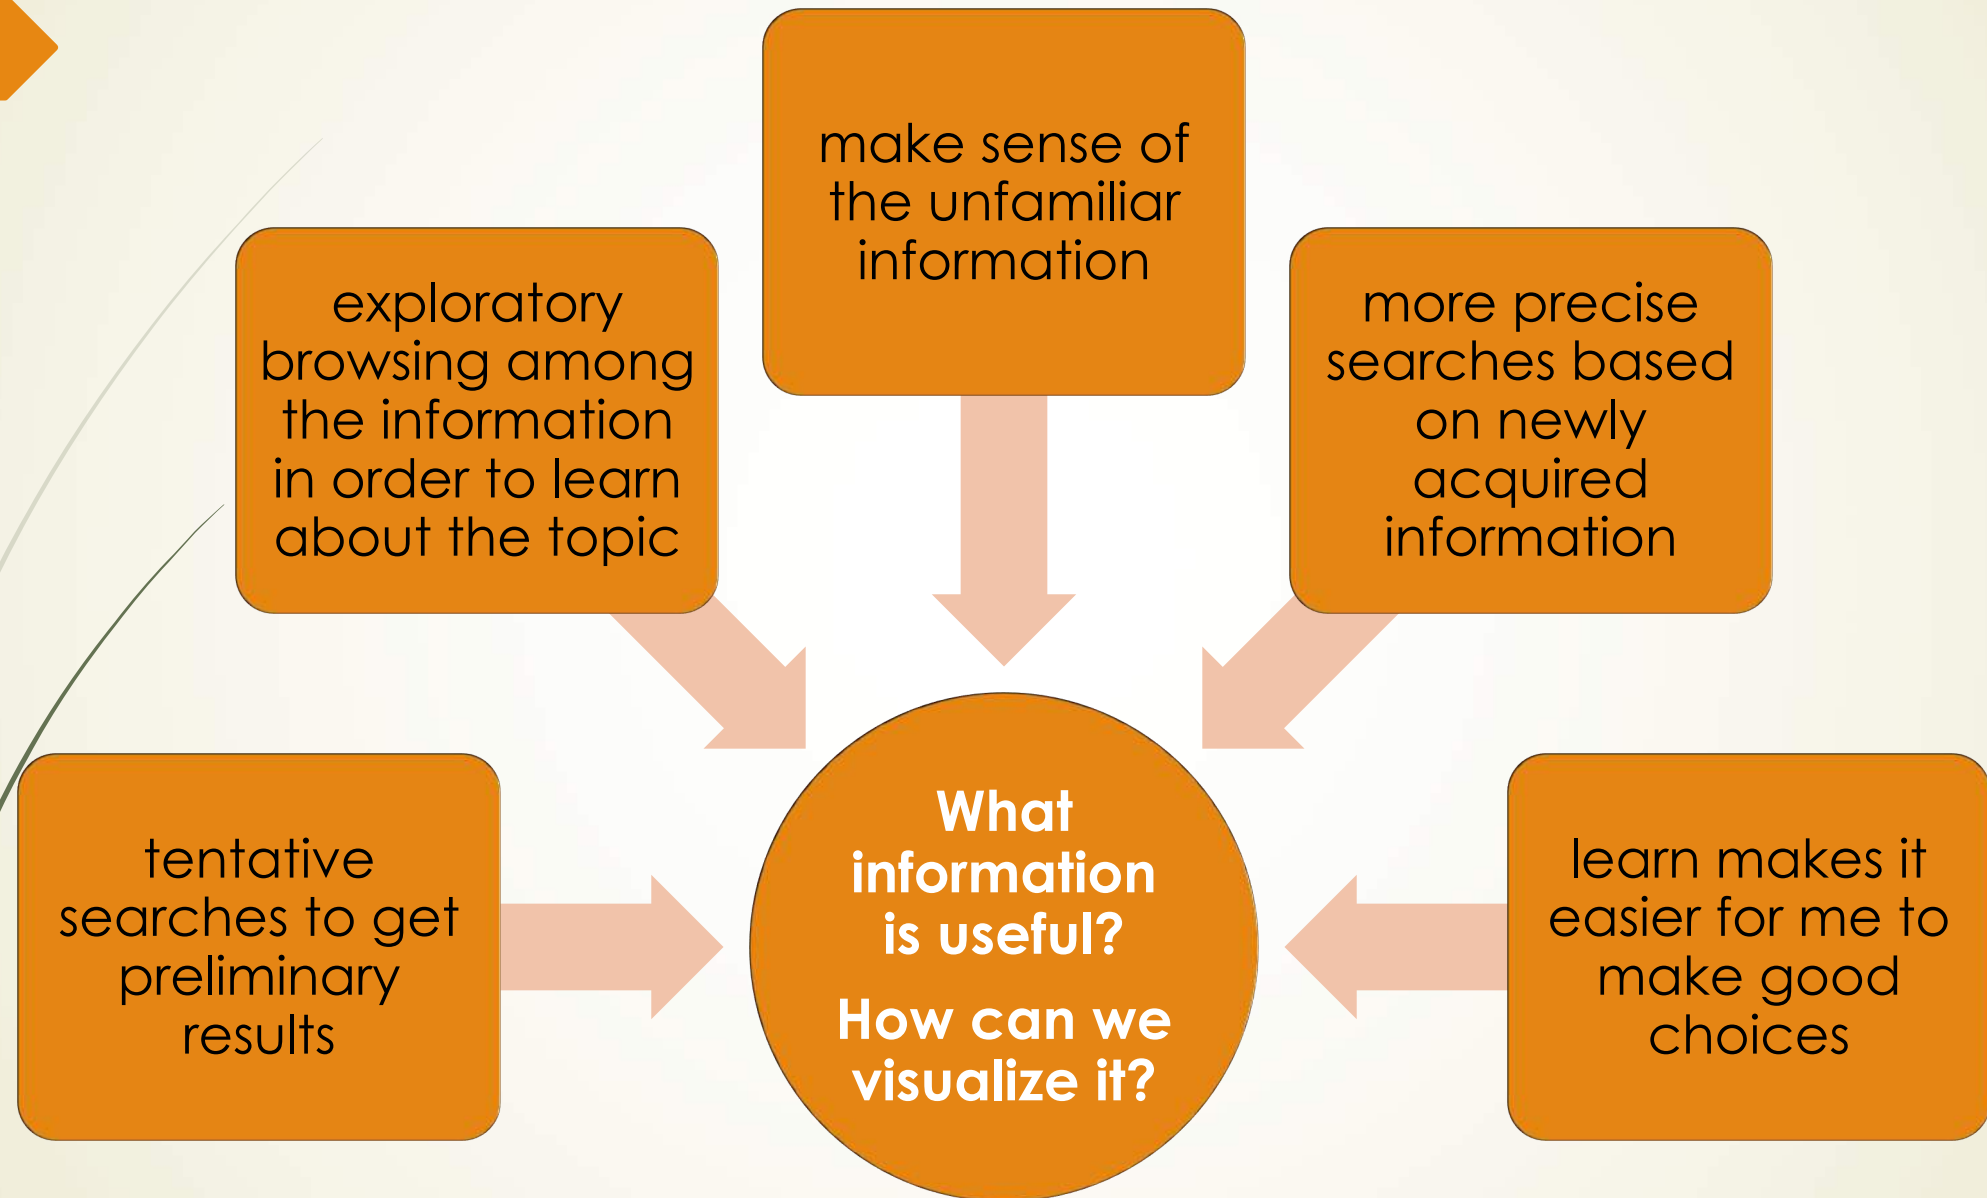 tentative
searches to get
preliminary
results
exploratory
browsing among
the information
in order to learn
about the topic
make sense of
the unfamiliar
information
more precise
searches based
on newly
acquired
information
learn makes it
easier for me to
make good
choices
What
information
is useful?
How can we
visualize it?